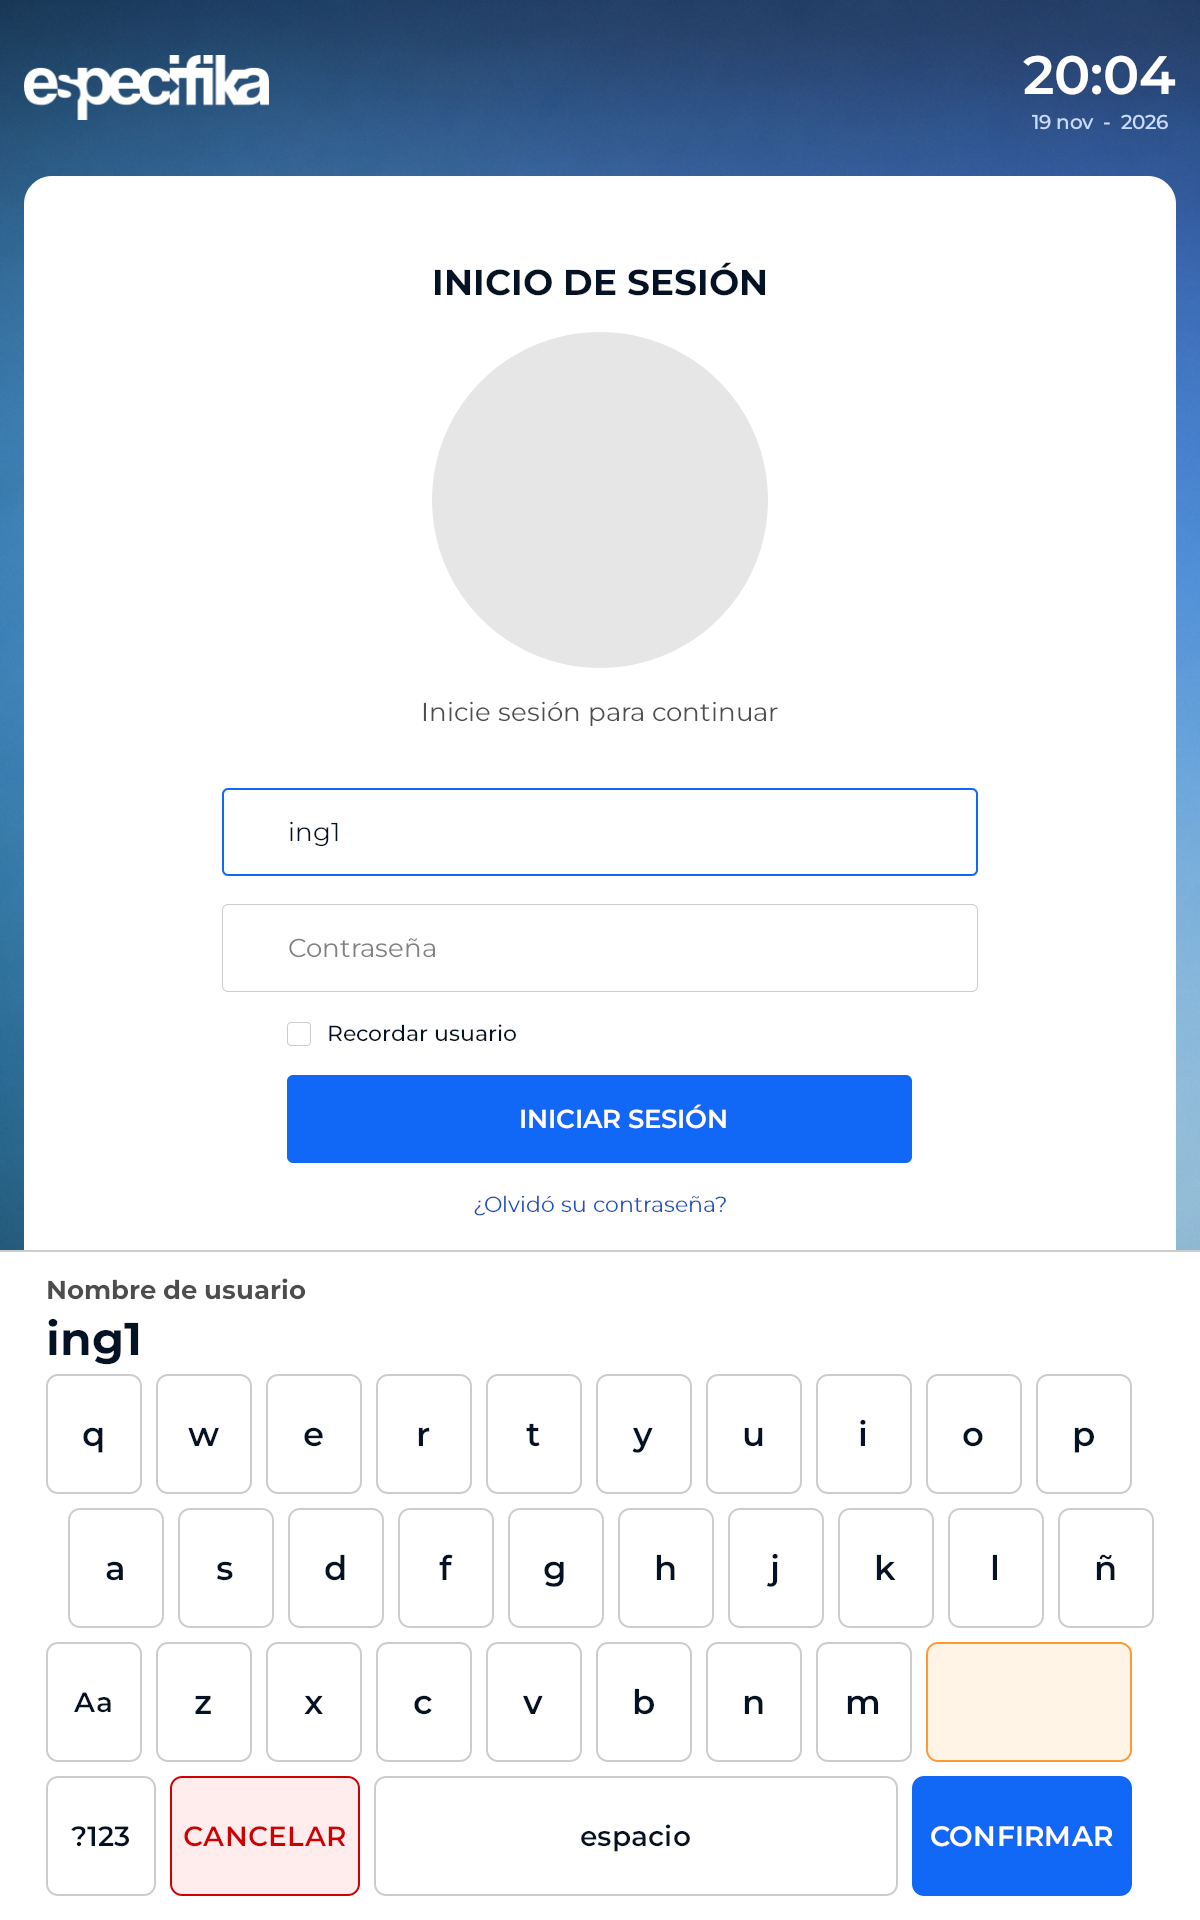 especifika
20:04
19 nov - 2026
INICIO DE SESIÓN
Inicie sesión para continuar
ing1
Contraseña
Recordar usuario
INICIAR SESIÓN
¿Olvidó su contraseña?
Nombre de usuario
ing1
q w e r t y u i o p
a s d f g h j k l ñ
Aa z x c v b n m
?123 CANCELAR espacio CONFIRMAR